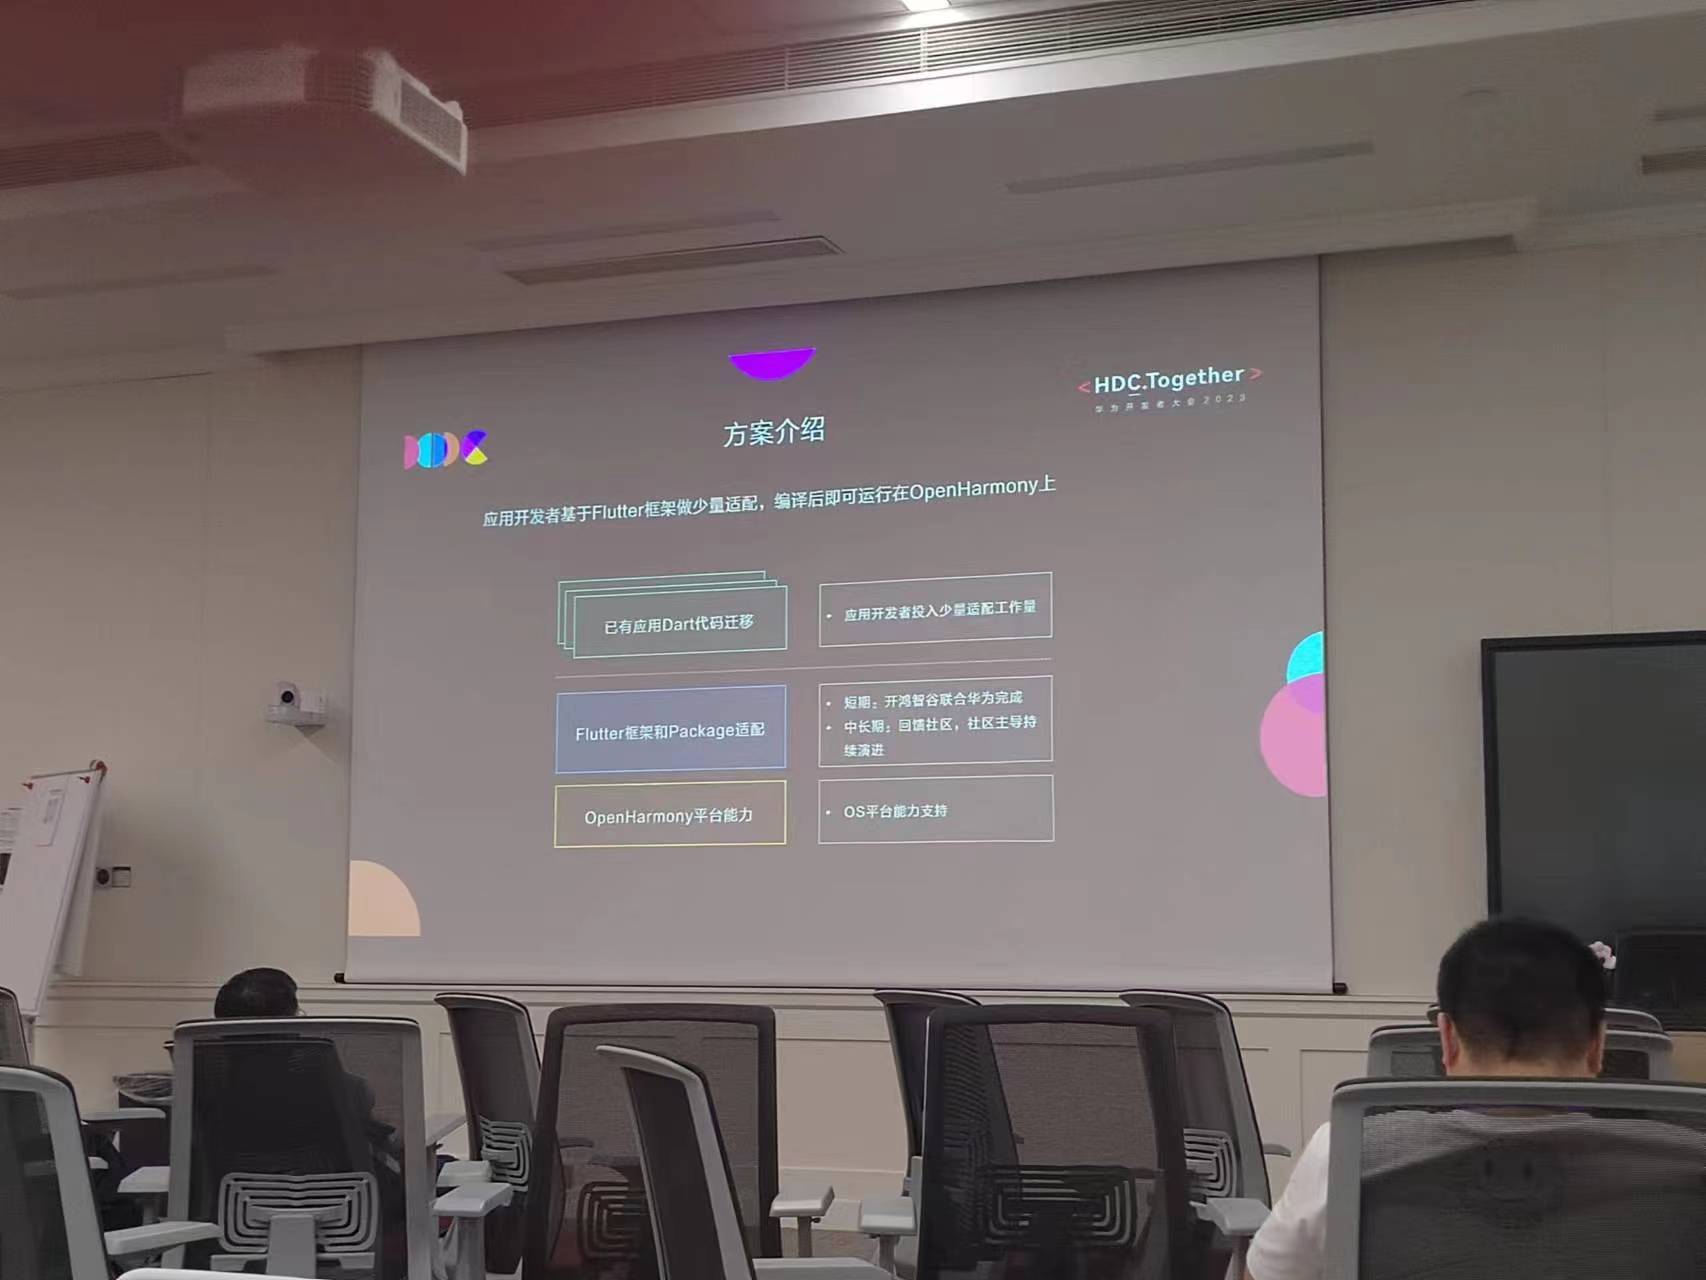 <HDC.Together>
华为开发者大会2023
方案介绍
应用开发者基于Flutter框架做少量适配，编译后即可运行在OpenHarmony上
已有应用Dart代码迁移
• 应用开发者投入少量适配工作量
Flutter框架和Package适配
• 短期：开鸿智谷联合华为完成
• 中长期：回馈社区，社区主导持
续演进
OpenHarmony平台能力
• OS平台能力支持